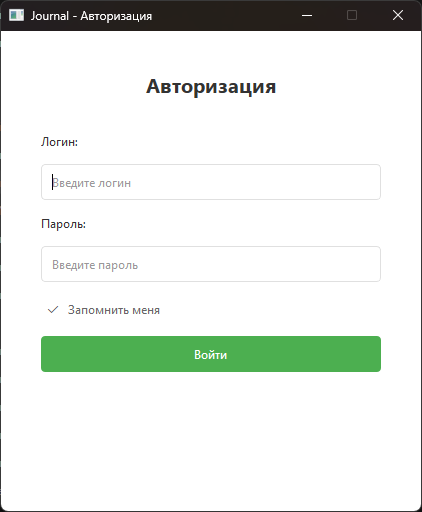 Journal - Авторизация
Авторизация
Логин:
Введите логин
Пароль:
Введите пароль
Запомнить меня
Войти